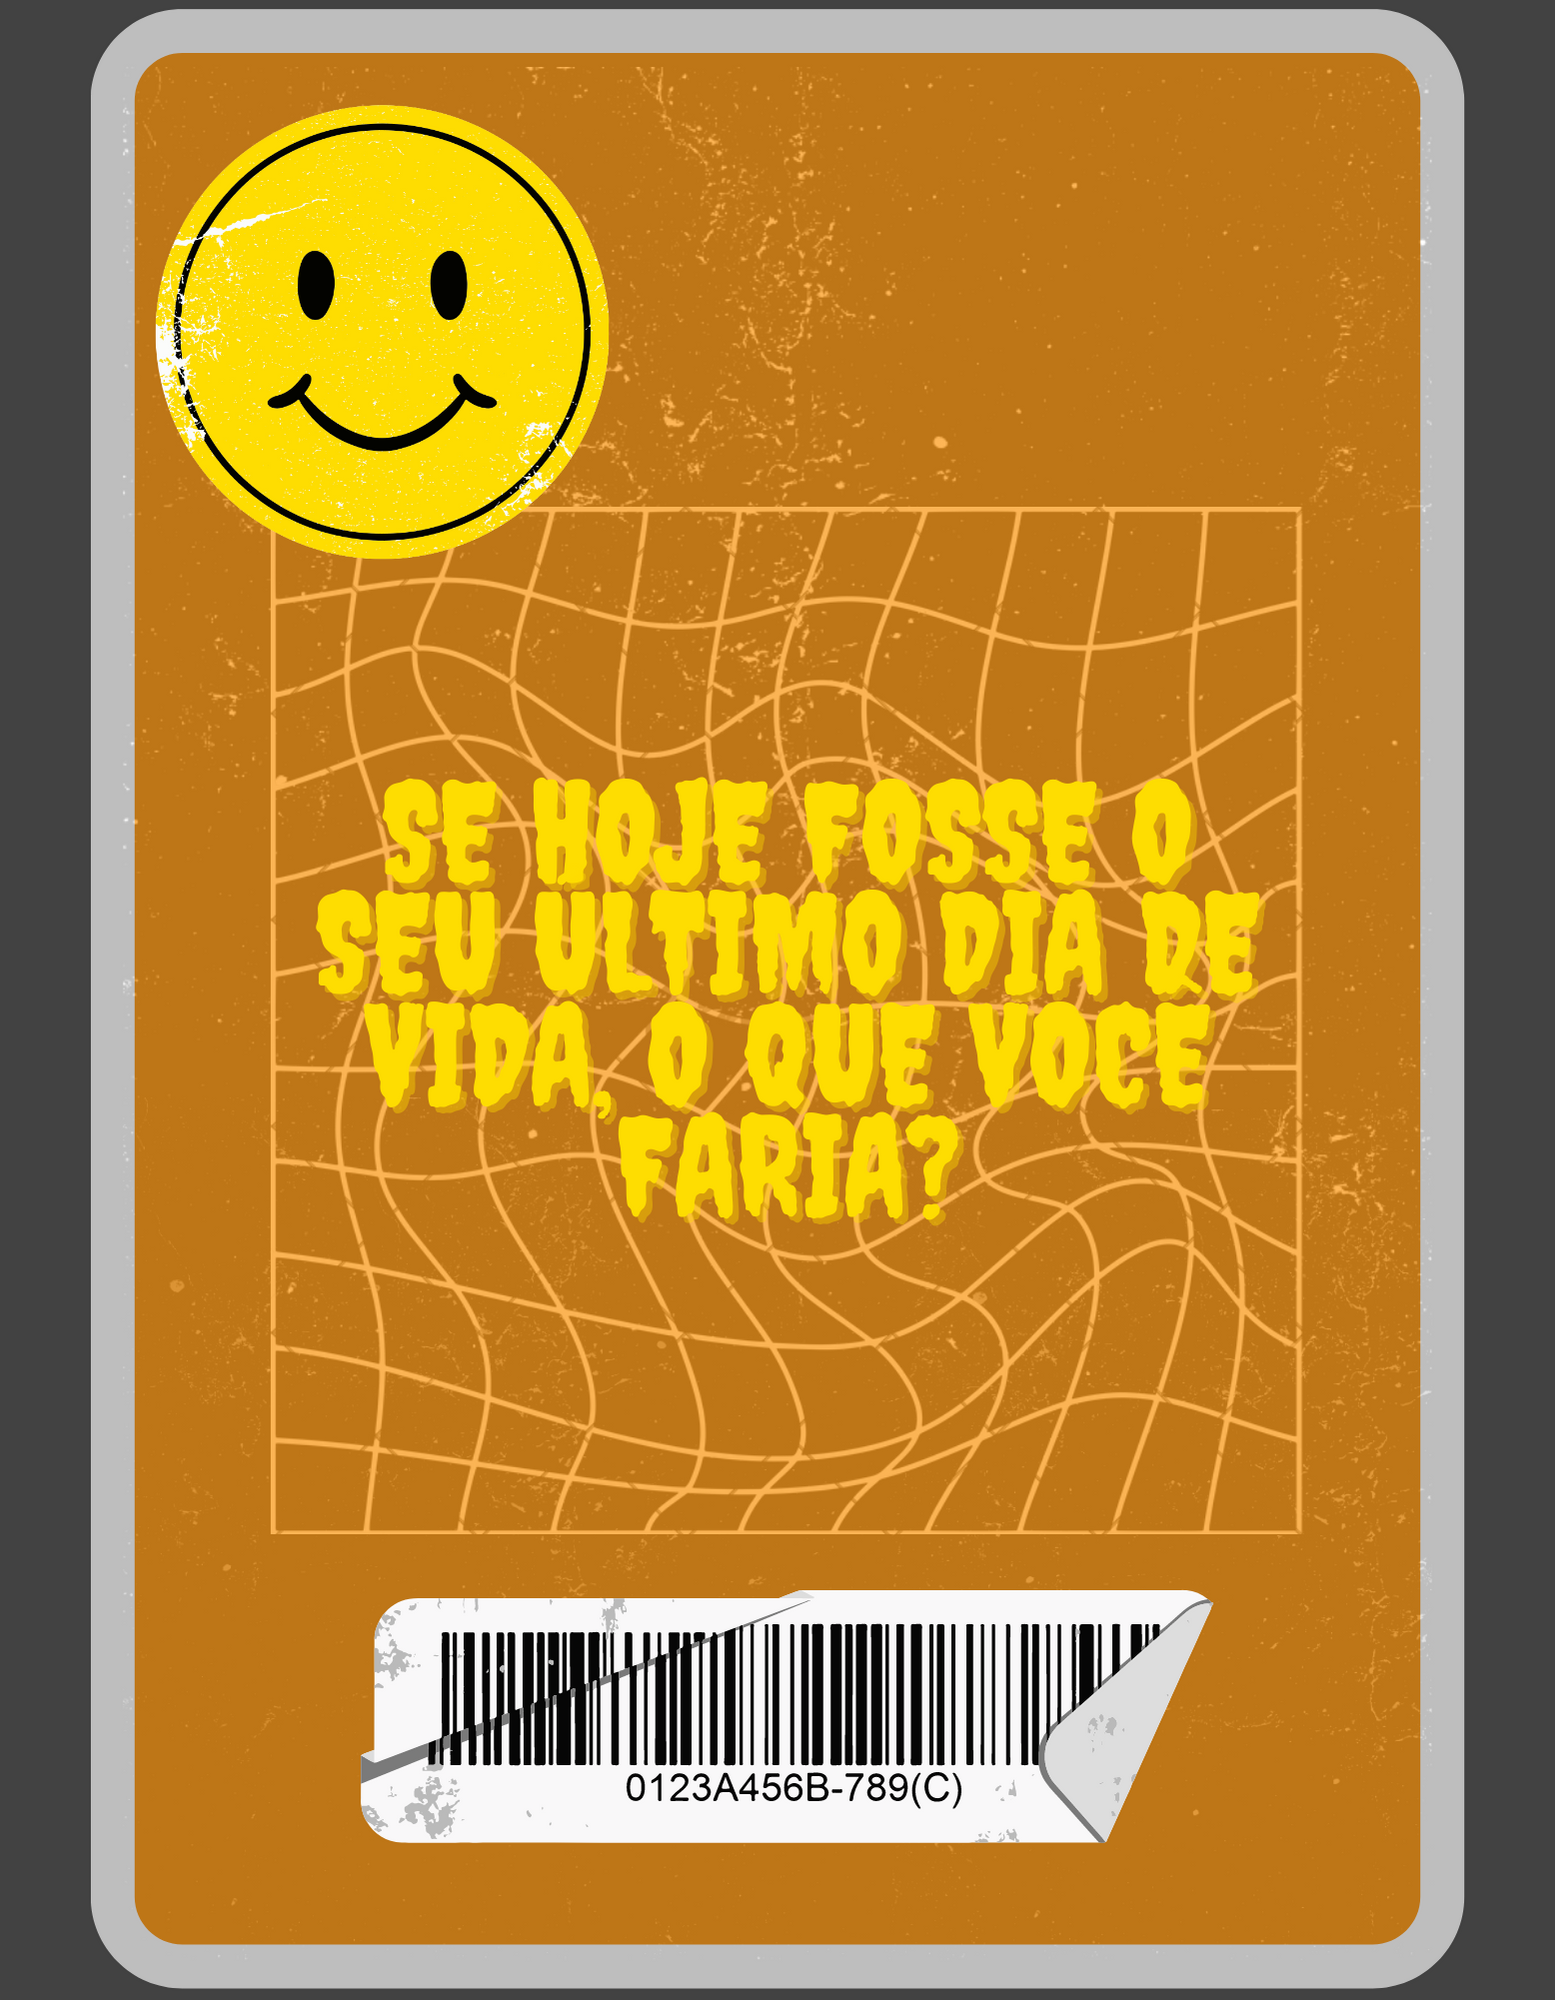 SE HOJE FOSSE O
SEU ULTIMO DIA DE
VIDA, O QUE VOCE
FARIA?
0123A456B-789(C)